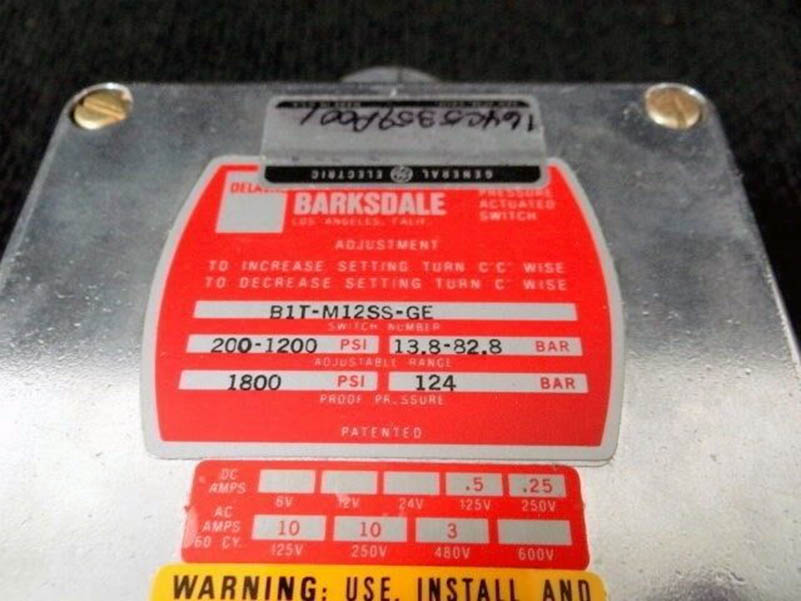 164C5359P001
GENERAL ELECTRIC
DELAVAL
BARKSDALE
LOS ANGELES, CALIF.
PRESSURE
ACTUATED
SWITCH
ADJUSTMENT
TO INCREASE SETTING TURN C'C' WISE
TO DECREASE SETTING TURN C' WISE
B1T-M12SS-GE
SWITCH NUMBER
200-1200 PSI 13.8-82.8 BAR
ADJUSTABLE RANGE
1800 PSI 124 BAR
PROOF PRESSURE
PATENTED
DC AMPS .5 .25
6V 12V 24V 125V 250V
AC AMPS 60 CY. 10 10 3
125V 250V 480V 600V
WARNING: USE, INSTALL AND